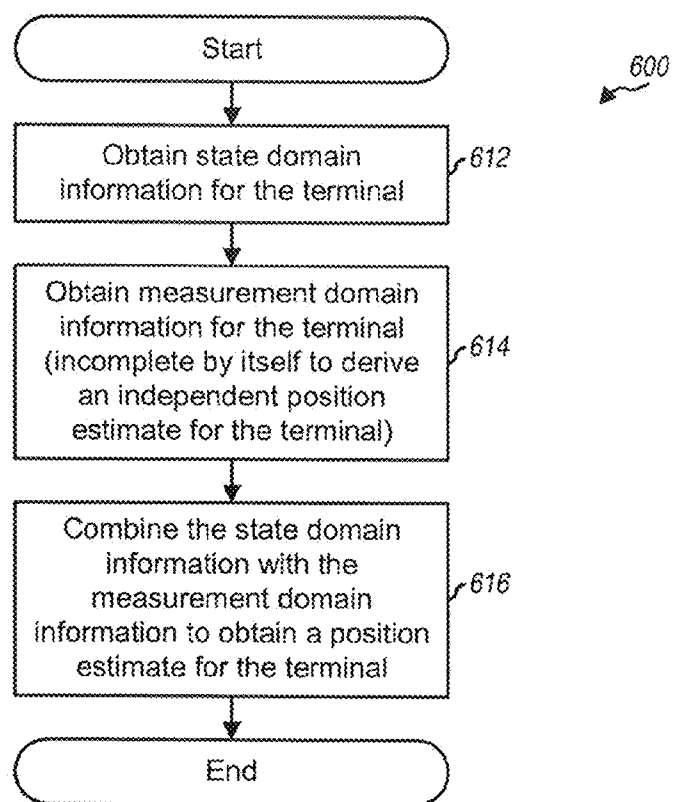 Start
600
Obtain state domain
information for the terminal
612
Obtain measurement domain
information for the terminal
(incomplete by itself to derive
an independent position
estimate for the terminal)
614
Combine the state domain
information with the
measurement domain
information to obtain a position
estimate for the terminal
616
End